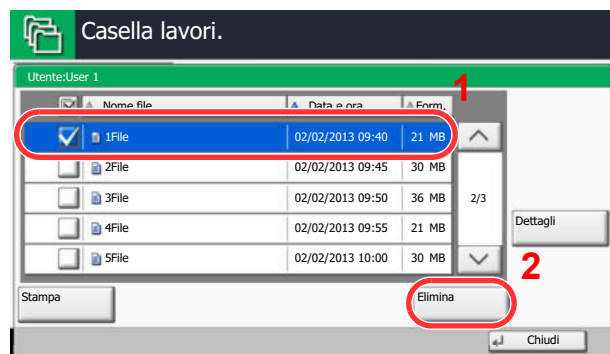 Casella lavori.
Utente:User 1
1
Nome file Data e ora Form.
1File 02/02/2013 09:40 21 MB
2File 02/02/2013 09:45 30 MB
3File 02/02/2013 09:50 36 MB 2/3
4File 02/02/2013 09:55 21 MB
Dettagli
5File 02/02/2013 10:00 30 MB
2
Stampa Elimina
Chiudi